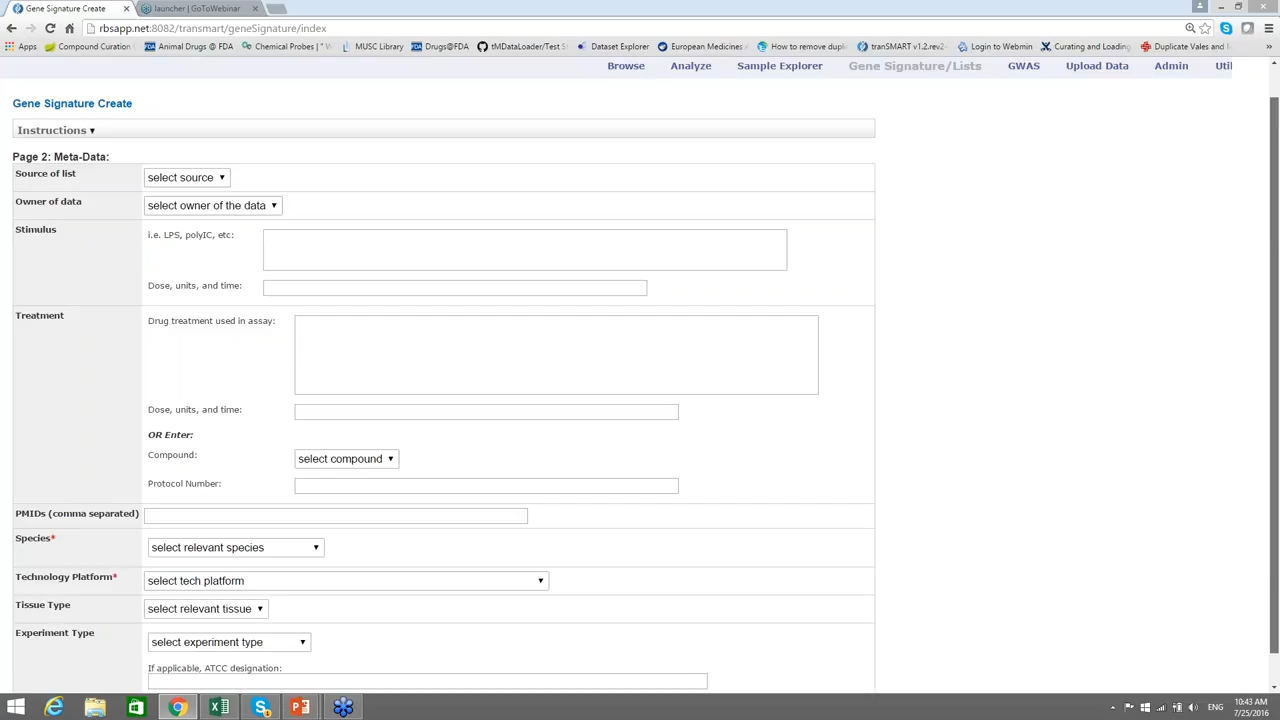 Gene Signature Create
launcher | GoToWebinar
rbsapp.net:8082/transmart/geneSignature/index
Apps
Compound Curation
Animal Drugs @ FDA
Chemical Probes | " W
MUSC Library
Drugs@FDA
tMDataLoader/Test S
Dataset Explorer
European Medicines
How to remove dupl
tranSMART v1.2.rev2
Login to Webmin
Curating and Loading
Duplicate Vales and
Browse Analyze Sample Explorer Gene Signature/Lists GWAS Upload Data Admin Util
Gene Signature Create
Instructions ▾
Page 2: Meta-Data:
Source of list
select source
Owner of data
select owner of the data
Stimulus
i.e. LPS, polyIC, etc:
Dose, units, and time:
Treatment
Drug treatment used in assay:
Dose, units, and time:
OR Enter:
Compound:
select compound
Protocol Number:
PMIDs (comma separated)
Species*
select relevant species
Technology Platform*
select tech platform
Tissue Type
select relevant tissue
Experiment Type
select experiment type
If applicable, ATCC designation:
ENG
10:43 AM
7/25/2016